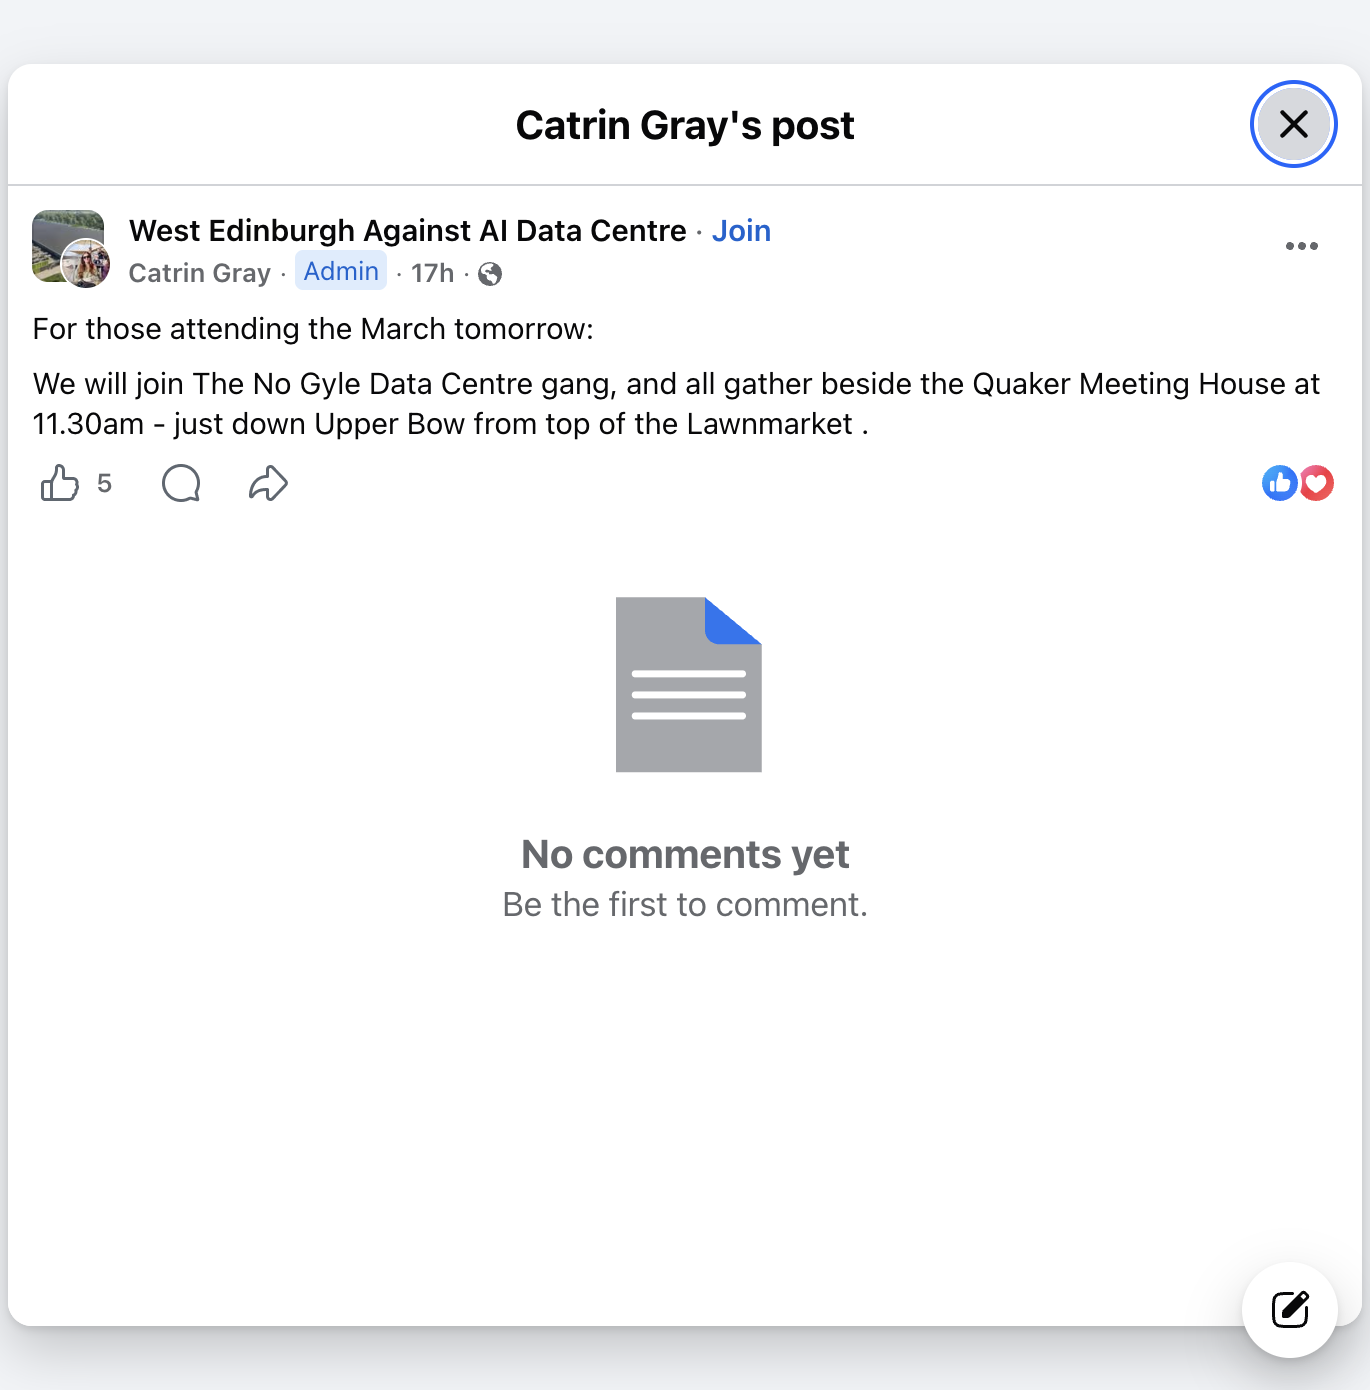 Catrin Gray's post
West Edinburgh Against AI Data Centre · Join
Catrin Gray · Admin · 17h ·
For those attending the March tomorrow:
We will join The No Gyle Data Centre gang, and all gather beside the Quaker Meeting House at
11.30am - just down Upper Bow from top of the Lawnmarket .
5
No comments yet
Be the first to comment.